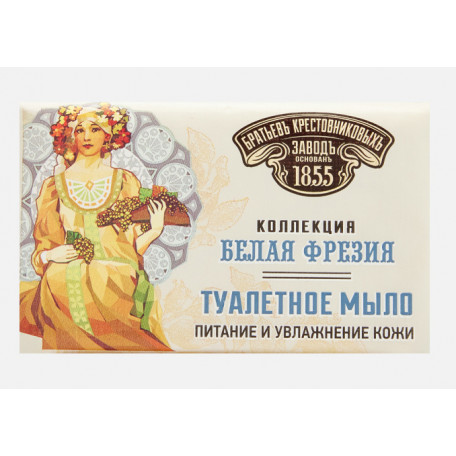 БРАТЬЕВЪ КРЕСТОВНИКОВЫХЪ
ЗАВОДЪ
ОСНОВАНЪ
1855
КОЛЛЕКЦИЯ
БЕЛАЯ ФРЕЗИЯ
ТУАЛЕТНОЕ МЫЛО
ПИТАНИЕ И УВЛАЖНЕНИЕ КОЖИ